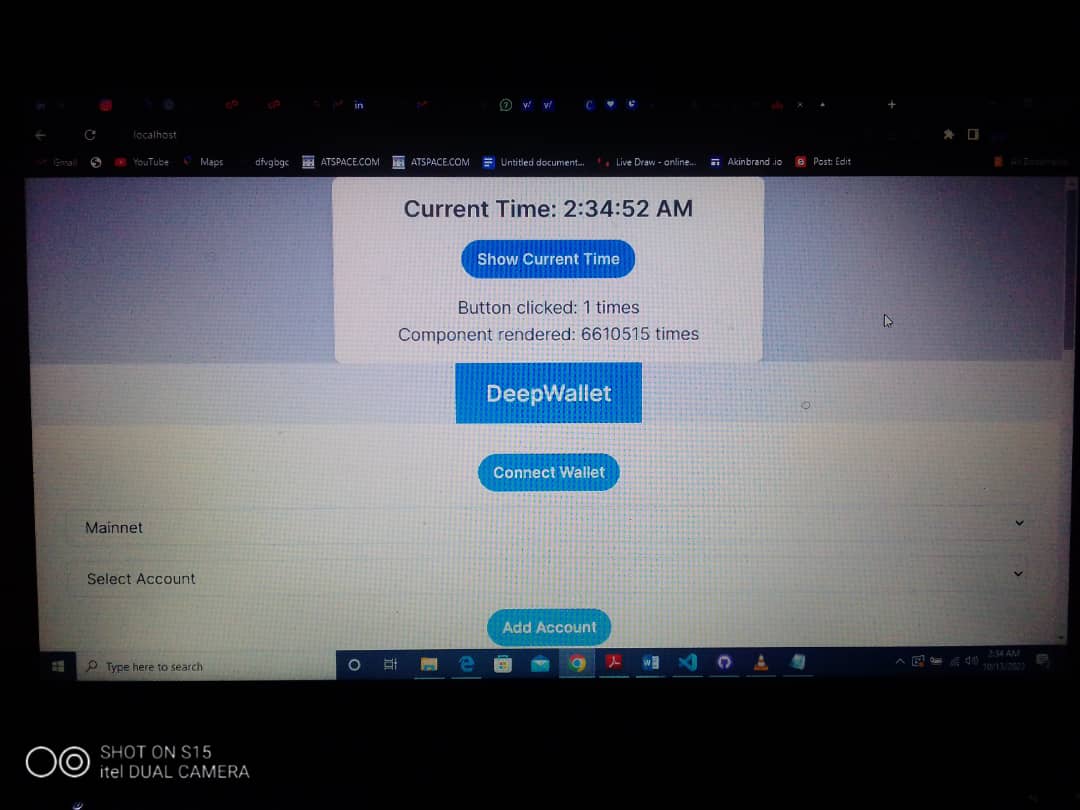 localhost
Gmail
YouTube
Maps
dfvgbgc
ATSPACE.COM
ATSPACE.COM
Untitled document...
Live Draw - online...
Akinbrand .io
Post: Edit
All Bookmarks
Current Time: 2:34:52 AM
Show Current Time
Button clicked: 1 times
Component rendered: 6610515 times
DeepWallet
Connect Wallet
Mainnet
Select Account
Add Account
Type here to search
2:34 AM
SHOT ON S15
itel DUAL CAMERA